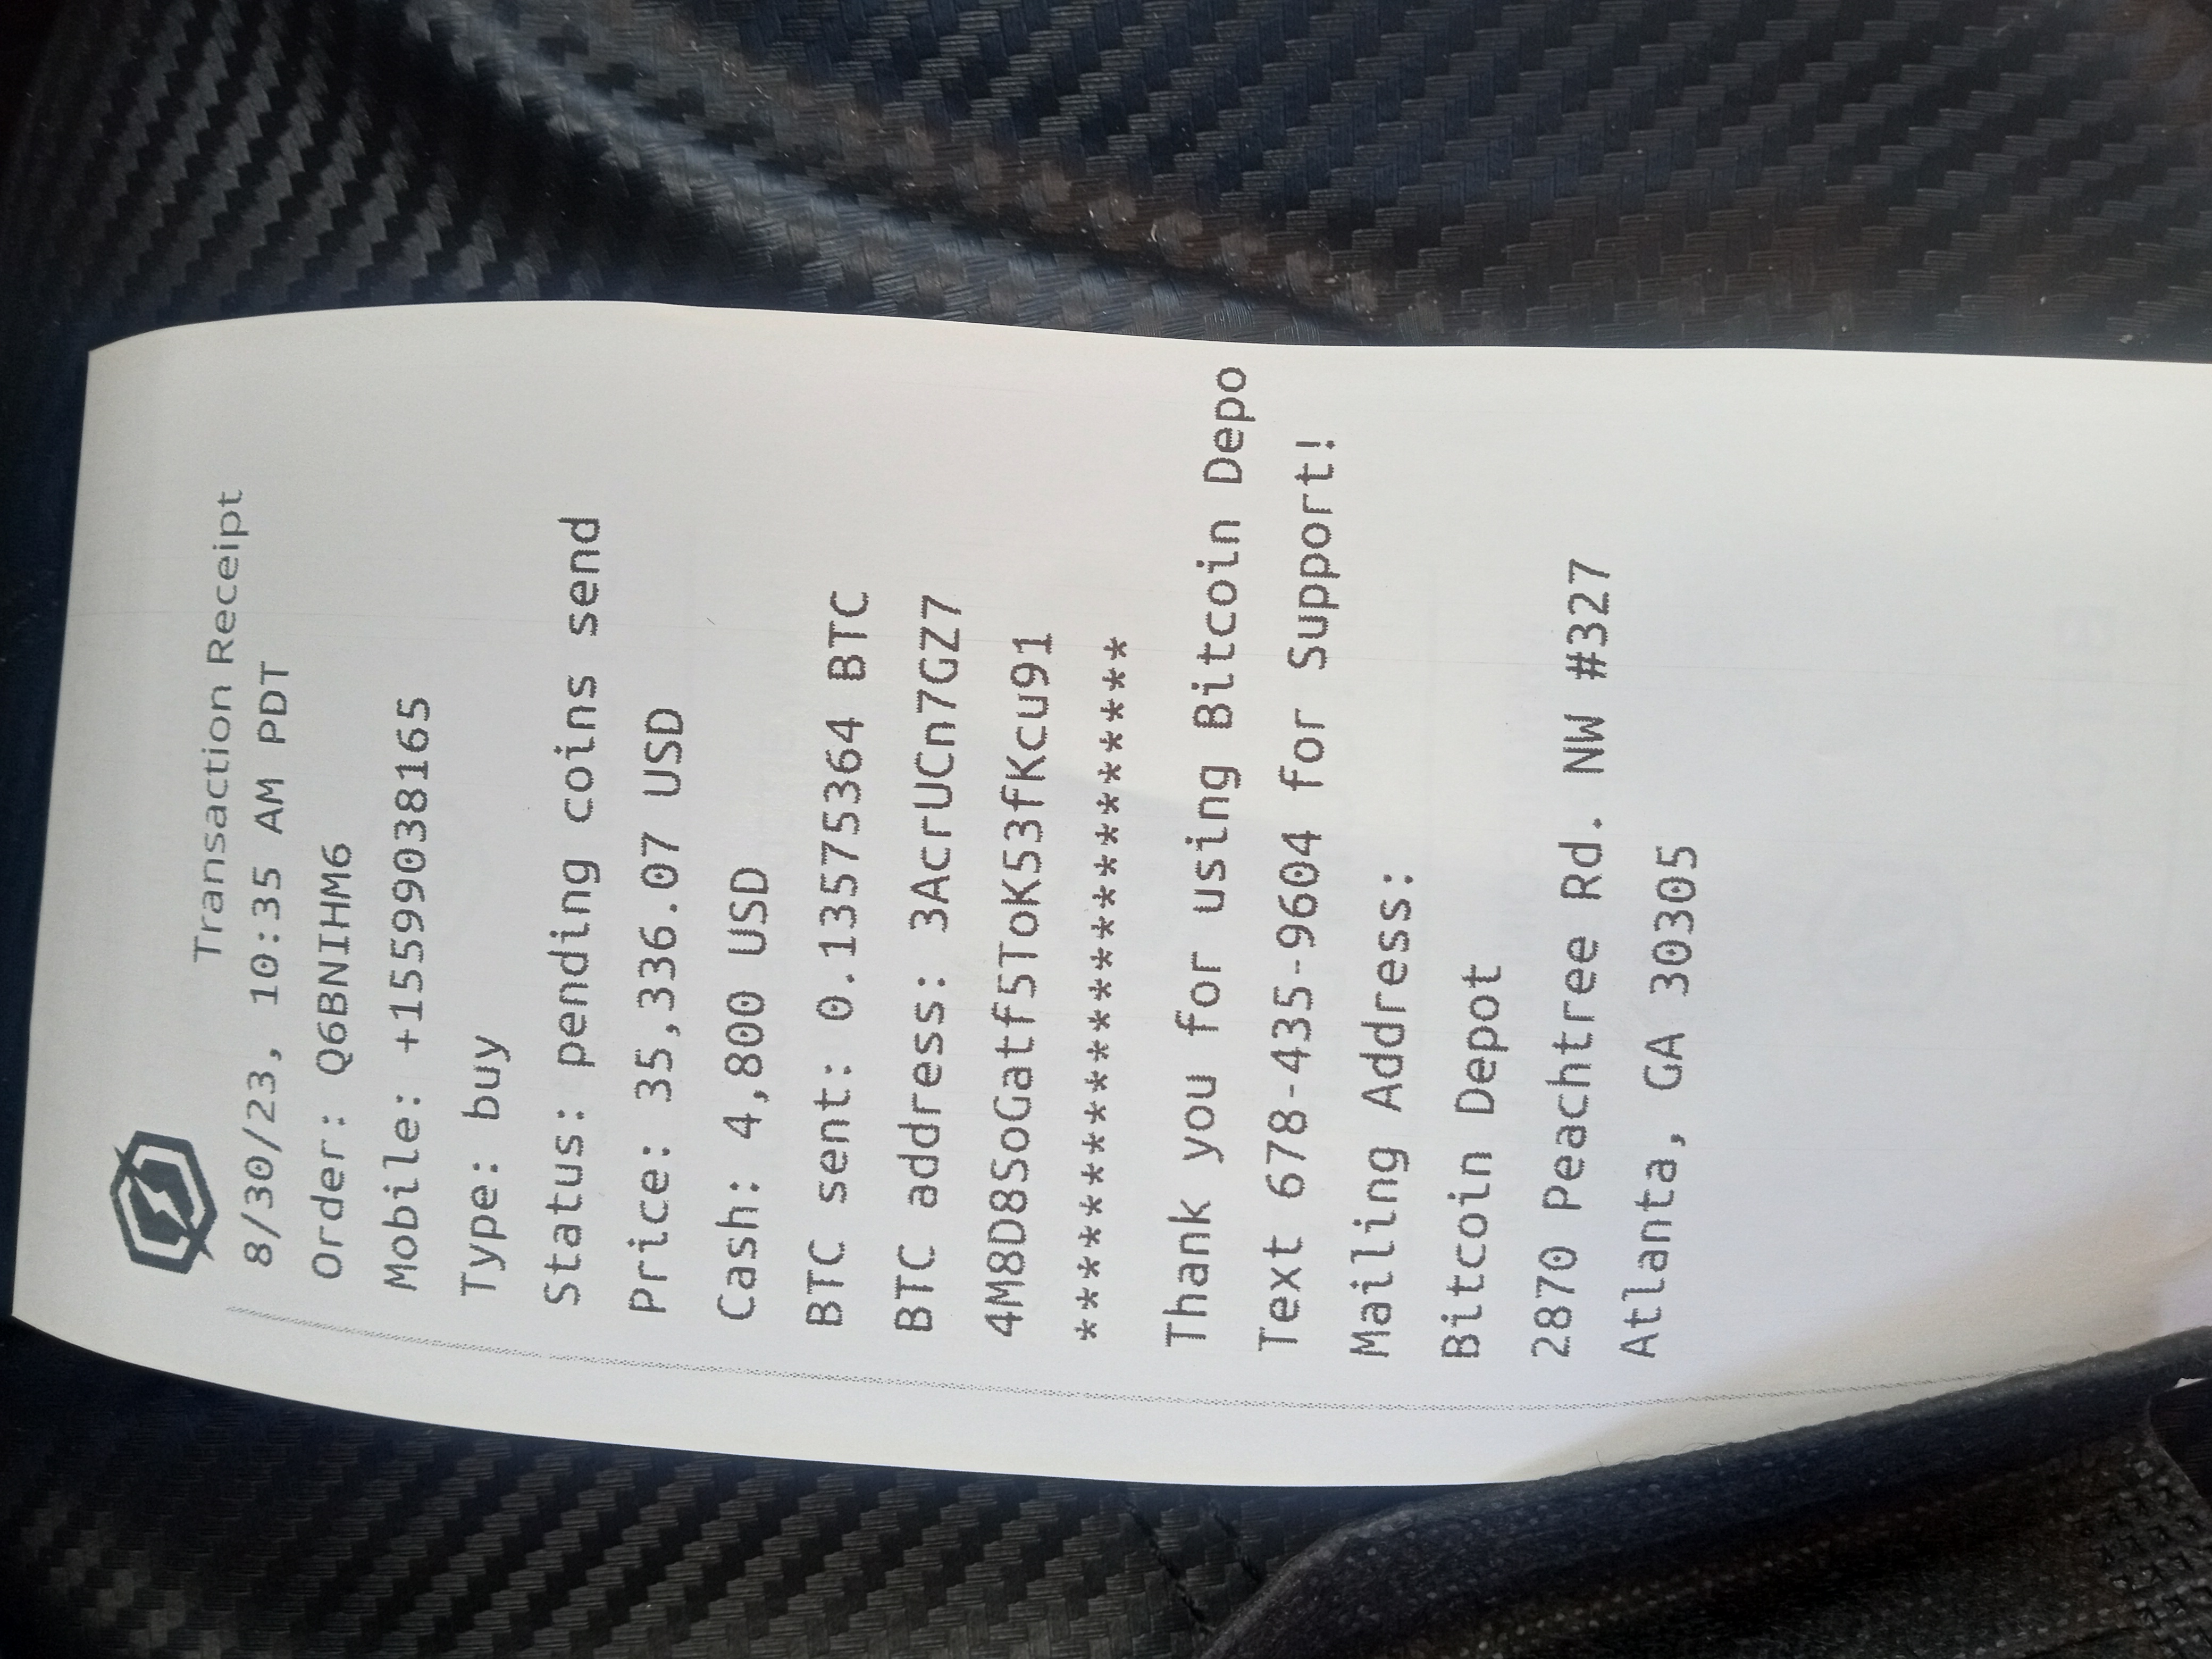 Transaction Receipt
8/30/23, 10:35 AM PDT
Order: Q6BNIHM6
Mobile: +15599038165
Type: buy
Status: pending coins send
Price: 35,336.07 USD
Cash: 4,800 USD
BTC sent: 0.13575364 BTC
BTC address: 3AcrUCn7GZ7
4M8D8SoGatf5ToK53fKcu91
*************************
Thank you for using Bitcoin Depo
Text 678-435-9604 for Support!
Mailing Address:
Bitcoin Depot
2870 Peachtree Rd. NW #327
Atlanta, GA 30305